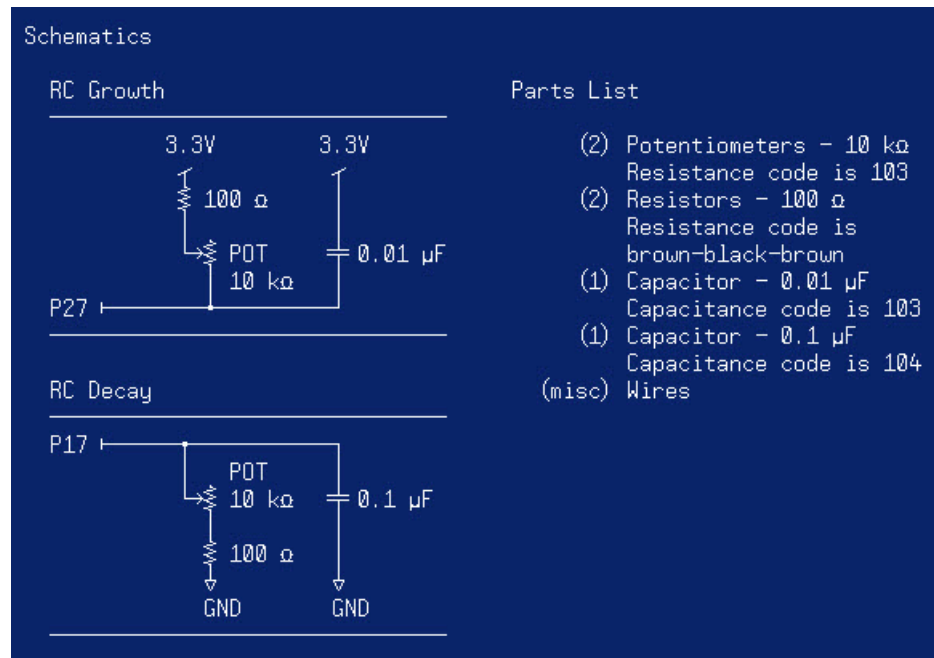 Schematics
RC Growth
3.3V 3.3V
100 Ω
POT
10 kΩ
0.01 µF
P27
RC Decay
P17
POT
10 kΩ
0.1 µF
100 Ω
GND GND
Parts List
(2) Potentiometers - 10 kΩ
Resistance code is 103
(2) Resistors - 100 Ω
Resistance code is
brown-black-brown
(1) Capacitor - 0.01 µF
Capacitance code is 103
(1) Capacitor - 0.1 µF
Capacitance code is 104
(misc) Wires